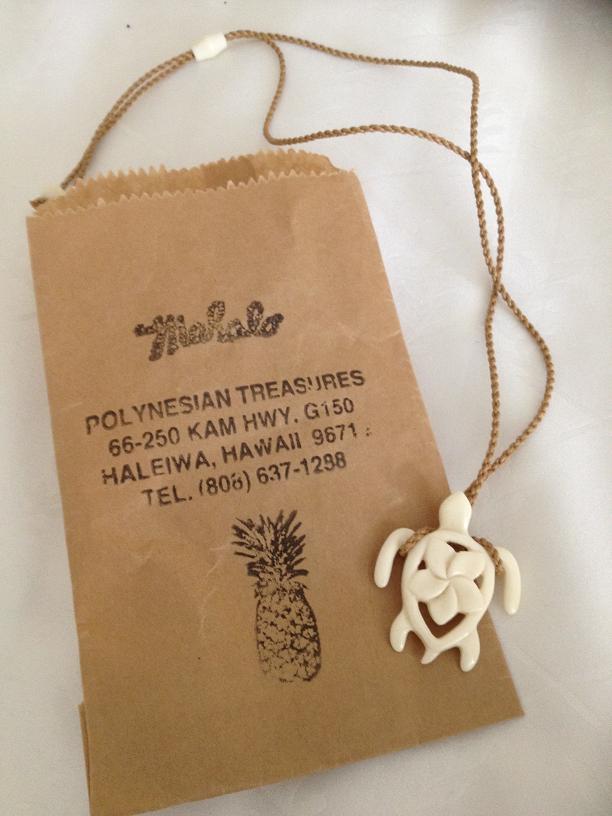 Mahalo
POLYNESIAN TREASURES
66-250 KAM HWY. G150
HALEIWA, HAWAII 9671
TEL. (808) 637-1288